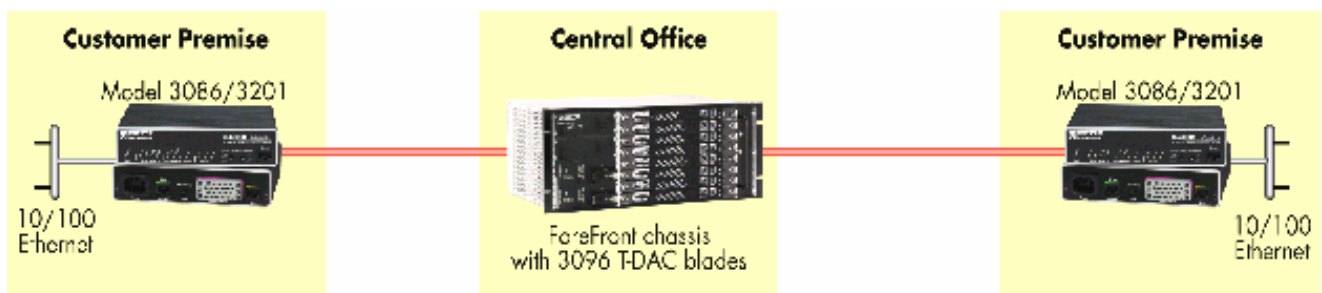 Customer Premise
Model 3086/3201
10/100
Ethernet
Central Office
ForeFront chassis
with 3096 T-DAC blades
Customer Premise
Model 3086/3201
10/100
Ethernet